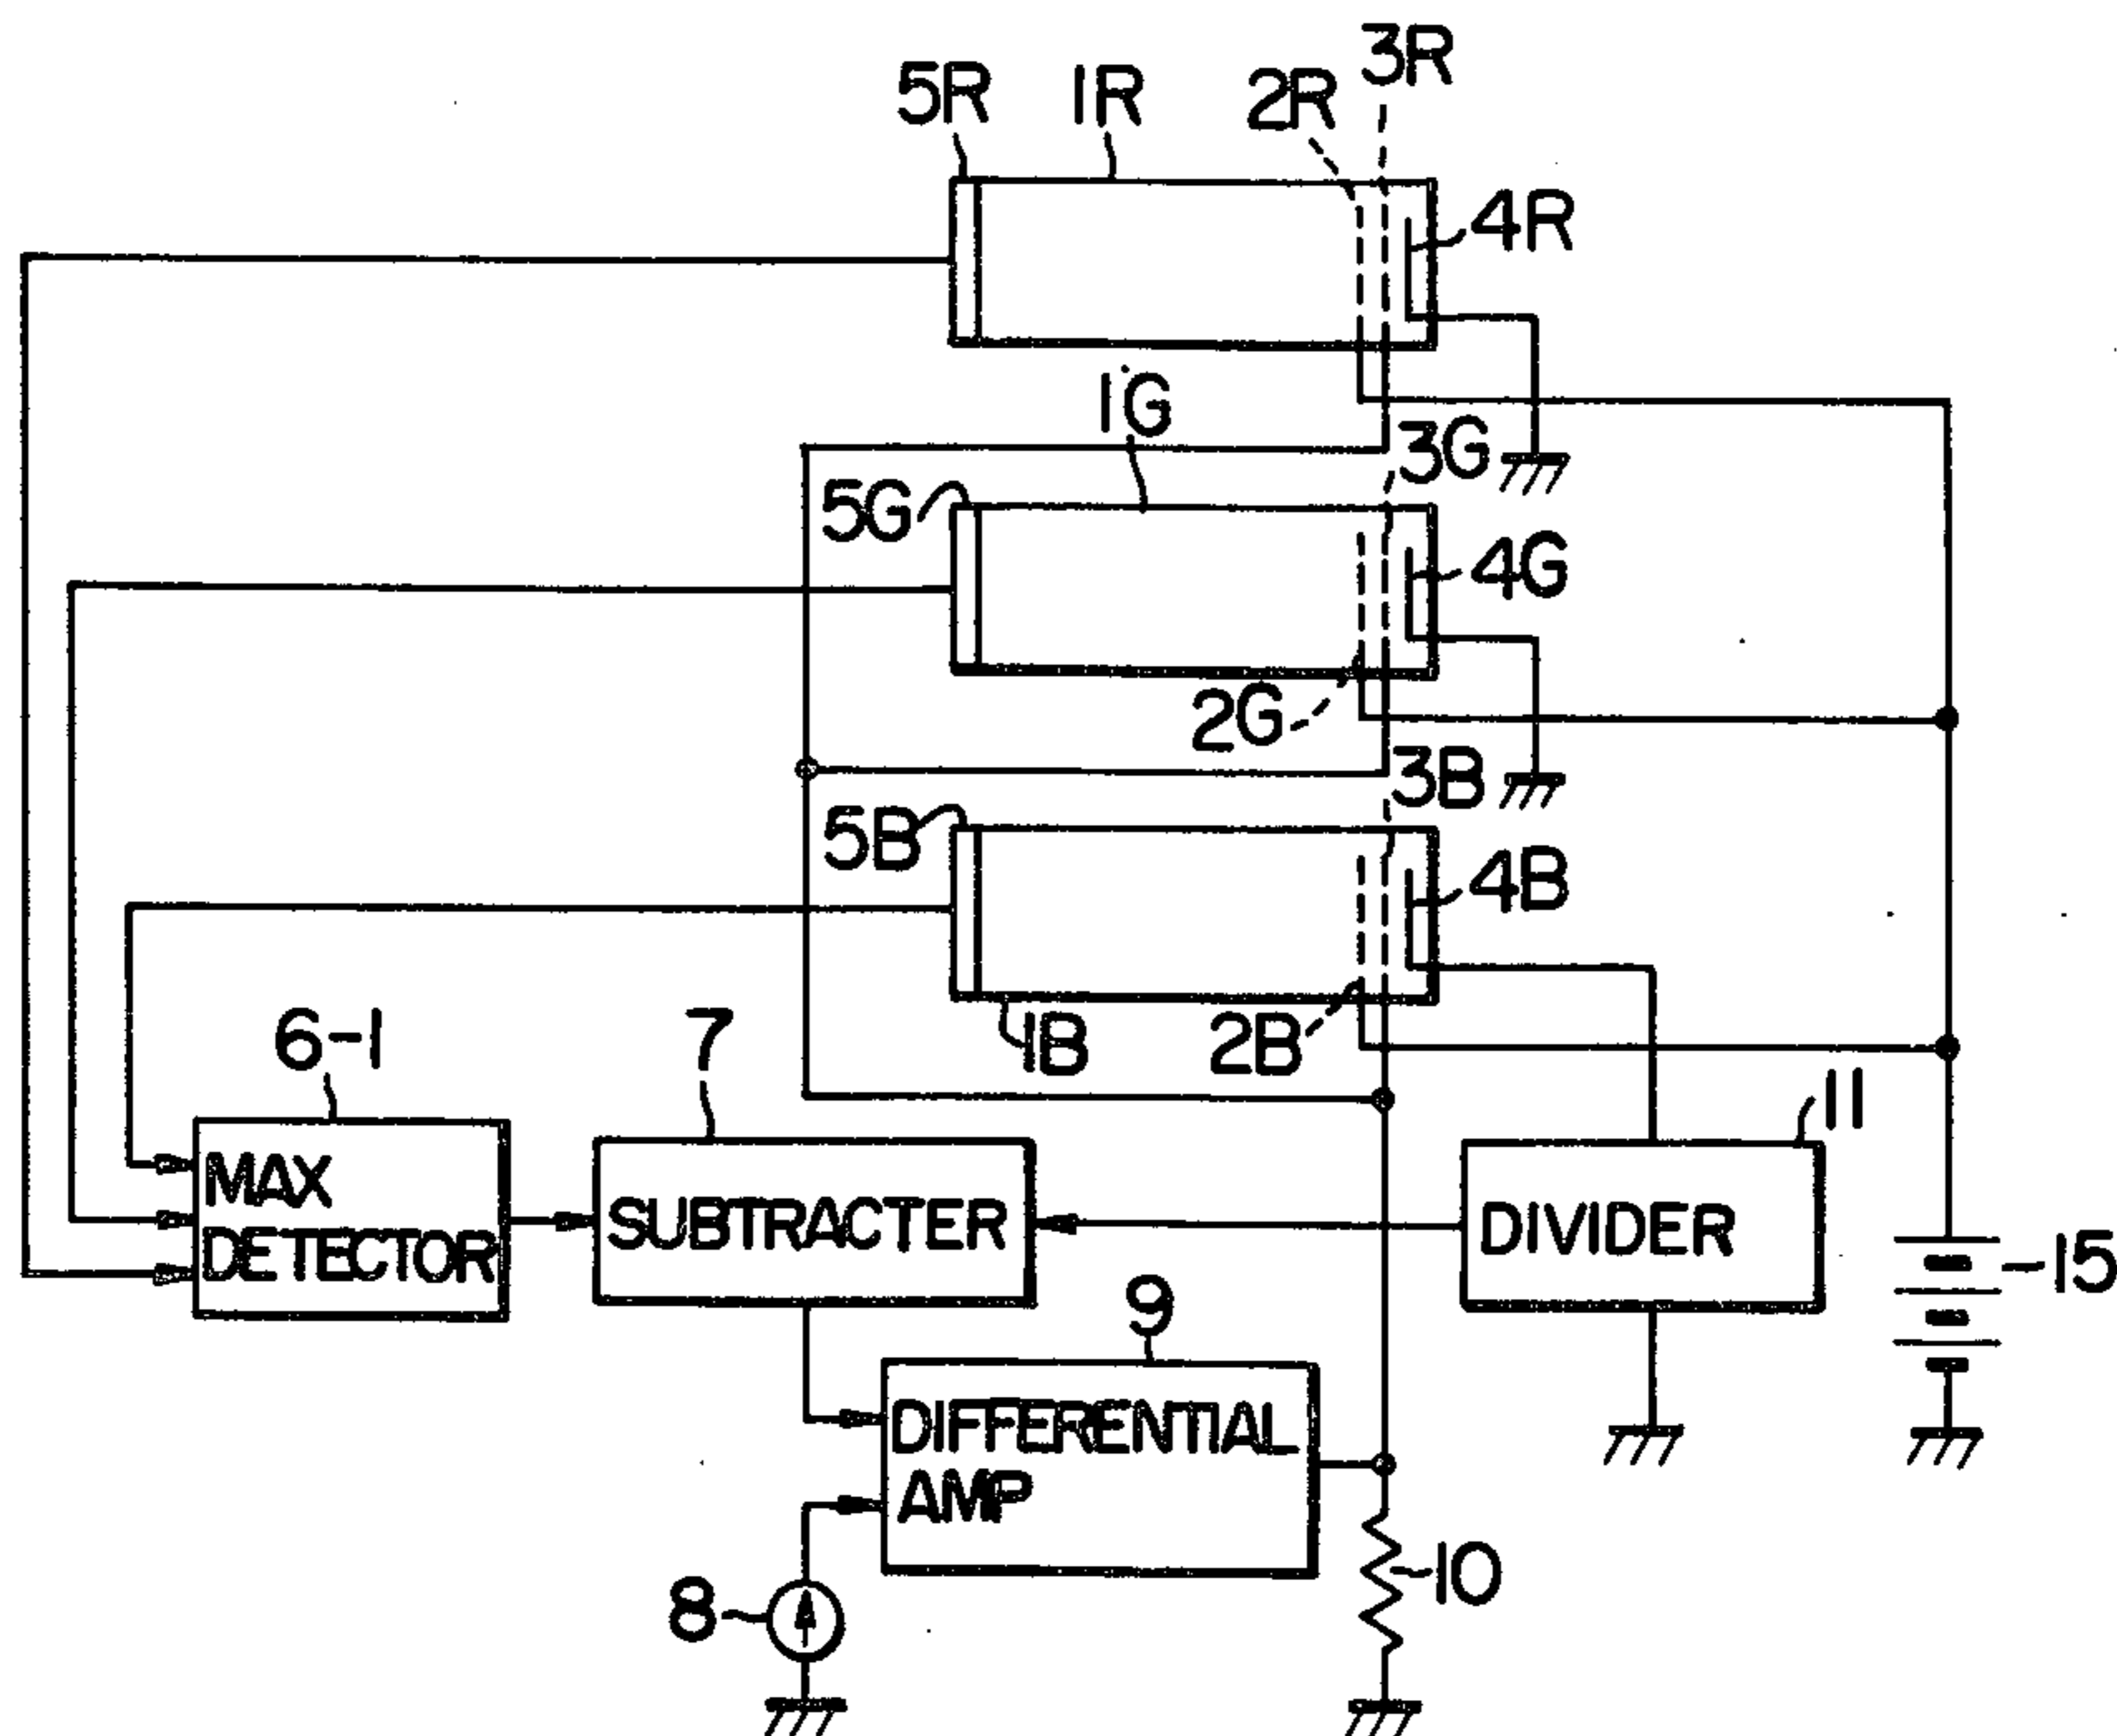 3R
5R 1R 2R
4R
1G
3G
5G
4G
2G
3B
5B
4B
6-1 7 1B 2B
11
MAX
DETECTOR
SUBTRACTER
DIVIDER
15
9
DIFFERENTIAL
AMP
8
10